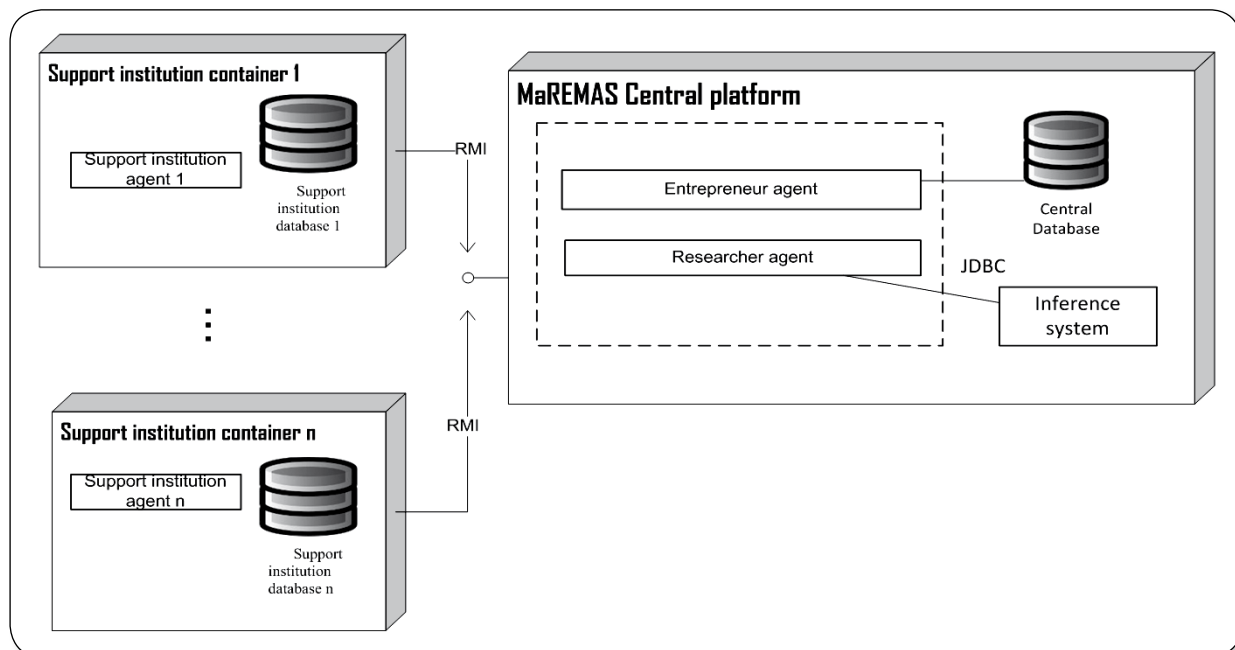 Support institution container 1
Support institution
agent 1
Support
institution
database 1
RMI
MaREMAS Central platform
Entrepreneur agent
Researcher agent
Central
Database
JDBC
Inference
system
Support institution container n
Support institution
agent n
Support
institution
database n
RMI